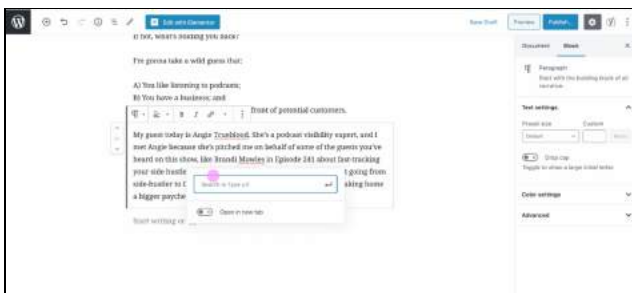 Edit with Elementor
Save Draft
Preview
Publish...
If not, what's holding you back?
I'm gonna take a wild guess that:
A) You like listening to podcasts;
B) You have a business; and
front of potential customers.
My guest today is Angie Trueblood. She's a podcast visibility expert, and I
met Angie because she's pitched me on behalf of some of the guests you've
heard on this show, like Brandi Mowles in Episode 241 about fast-tracking
your side hustle
t going from
side-hustler to
aking home
a bigger payche
Search or type url
Open in new tab
Start writing or
Document
Block
Paragraph
Start with the building block of all
narrative.
Text settings
Preset size
Custom
Default
Reset
Drop cap
Toggle to show a large initial letter.
Color settings
Advanced